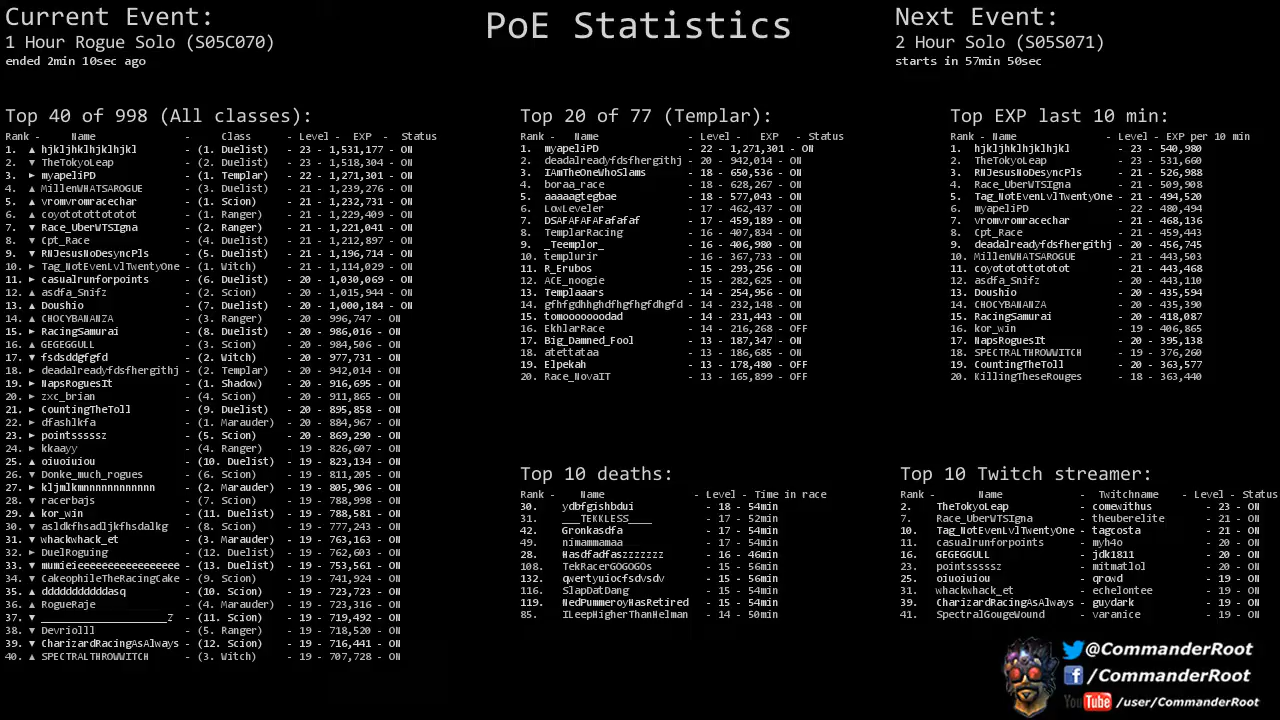 Current Event:
1 Hour Rogue Solo (S05C070)
ended 2min 10sec ago
PoE Statistics
Next Event:
2 Hour Solo (S05S071)
starts in 57min 50sec
Top 40 of 998 (All classes):
Rank - Name - Class - Level - EXP - Status
1. ▲ hjkljhklhjklhjkl - (1. Duelist) - 23 - 1,531,177 - ON
2. ▼ TheTokyoLeap - (2. Duelist) - 23 - 1,518,304 - ON
3. ► myapeliPD - (1. Templar) - 22 - 1,271,301 - ON
4. ▲ MillenWHATSAROGUE - (3. Duelist) - 21 - 1,239,276 - ON
5. ▲ vromvromracechar - (1. Scion) - 21 - 1,232,731 - ON
6. ▲ coyototottototot - (1. Ranger) - 21 - 1,229,409 - ON
7. ▼ Race_UberWTSIgna - (2. Ranger) - 21 - 1,221,041 - ON
8. ▼ Cpt_Race - (4. Duelist) - 21 - 1,212,897 - ON
9. ▼ RNJesusNoDesyncPls - (5. Duelist) - 21 - 1,196,714 - ON
10. ► Tag_NotEvenLvlTwentyOne - (1. Witch) - 21 - 1,114,029 - ON
11. ► casualrunforpoints - (6. Duelist) - 20 - 1,030,069 - ON
12. ▲ asdfa_Snifz - (2. Scion) - 20 - 1,015,944 - ON
13. ▲ Doushio - (7. Duelist) - 20 - 1,000,184 - ON
14. ▲ CHOCYBANANZA - (3. Ranger) - 20 - 996,747 - ON
15. ► RacingSamurai - (8. Duelist) - 20 - 986,016 - ON
16. ▲ GEGEGGULL - (3. Scion) - 20 - 984,506 - ON
17. ▼ fsdsddgfgfd - (2. Witch) - 20 - 977,731 - ON
18. ► deadalreadyfdsfhergithj - (2. Templar) - 20 - 942,014 - ON
19. ► NapsRoguesIt - (1. Shadow) - 20 - 916,695 - ON
20. ► zxc_brian - (4. Scion) - 20 - 911,865 - ON
21. ► CountingTheToll - (9. Duelist) - 20 - 895,858 - ON
22. ▲ dfashlkfa - (1. Marauder) - 20 - 884,967 - ON
23. ► pointsssssz - (5. Scion) - 20 - 869,290 - ON
24. ► kkaayy - (4. Ranger) - 19 - 826,607 - ON
25. ▲ oiuoiuiou - (10. Duelist) - 19 - 823,134 - ON
26. ▼ Donke_much_rogues - (6. Scion) - 19 - 813,205 - ON
27. ► kljmlkmnnnnnnnnnnnn - (2. Marauder) - 19 - 805,906 - ON
28. ▼ racerbajs - (7. Scion) - 19 - 788,998 - ON
29. ▲ kor_win - (11. Duelist) - 19 - 788,581 - ON
30. ▼ asldkfhsadljkfhsdalkg - (8. Scion) - 19 - 777,243 - ON
31. ▼ whackwhack_et - (3. Marauder) - 19 - 763,163 - ON
32. ► DuelRoguing - (12. Duelist) - 19 - 762,603 - ON
33. ▼ mumieieeeeeeeeeeeeeeeee - (13. Duelist) - 19 - 753,561 - ON
34. ▼ CakeophileTheRacingCake - (9. Scion) - 19 - 741,924 - ON
35. ▲ dddddddddddasq - (10. Scion) - 19 - 723,723 - ON
36. ▲ RogueRaje - (4. Marauder) - 19 - 723,316 - ON
37. ▼ _____________________Z - (11. Scion) - 19 - 719,492 - ON
38. ▼ Devriolll - (5. Ranger) - 19 - 718,520 - ON
39. ▼ CharizardRacingAsAlways - (12. Scion) - 19 - 716,441 - ON
40. ▲ SPECTRALTHROWWITCH - (3. Witch) - 19 - 707,728 - ON
Top 20 of 77 (Templar):
Rank - Name - Level - EXP - Status
1. myapeliPD - 22 - 1,271,301 - ON
2. deadalreadyfdsfhergithj - 20 - 942,014 - ON
3. IAmTheOneWhoSlams - 18 - 650,536 - ON
4. boraa_race - 18 - 628,267 - ON
5. aaaaagtegbae - 18 - 577,043 - ON
6. LowLeveler - 17 - 462,437 - ON
7. DSAFAFAFAFafafaf - 17 - 459,189 - ON
8. TemplarRacing - 16 - 407,834 - ON
9. _Teemplor_ - 16 - 406,980 - ON
10. templurir - 16 - 367,733 - ON
11. R_Erubos - 15 - 293,256 - ON
12. ACE_noogie - 15 - 282,625 - ON
13. Templaaars - 14 - 254,956 - ON
14. gfhfgdhhghdfhgfhgfdhgfd - 14 - 232,148 - ON
15. tomooooooodad - 14 - 231,443 - ON
16. EkhlarRace - 14 - 216,268 - OFF
17. Big_Damned_Fool - 13 - 187,347 - ON
18. atettataa - 13 - 186,685 - ON
19. Elpekah - 13 - 178,480 - OFF
20. Race_NovaIT - 13 - 165,899 - OFF
Top EXP last 10 min:
Rank - Name - Level - EXP per 10 min
1. hjkljhklhjklhjkl - 23 - 540,980
2. TheTokyoLeap - 23 - 531,660
3. RNJesusNoDesyncPls - 21 - 526,988
4. Race_UberWTSIgna - 21 - 509,908
5. Tag_NotEvenLvlTwentyOne - 21 - 494,520
6. myapeliPD - 22 - 480,494
7. vromvromracechar - 21 - 468,136
8. Cpt_Race - 21 - 459,443
9. deadalreadyfdsfhergithj - 20 - 456,745
10. MillenWHATSAROGUE - 21 - 443,503
11. coyototottototot - 21 - 443,468
12. asdfa_Snifz - 20 - 443,110
13. Doushio - 20 - 435,594
14. CHOCYBANANZA - 20 - 435,390
15. RacingSamurai - 20 - 418,087
16. kor_win - 19 - 406,865
17. NapsRoguesIt - 20 - 395,138
18. SPECTRALTHROWWITCH - 19 - 376,260
19. CountingTheToll - 20 - 363,577
20. KillingTheseRouges - 18 - 363,440
Top 10 deaths:
Rank - Name - Level - Time in race
30. ydbfgishbdui - 18 - 54min
31. ___TEKKLESS____ - 17 - 52min
42. Gronkasdfa - 17 - 54min
49. nimammamaa - 17 - 54min
28. Hasdfadfaszzzzzzz - 16 - 46min
108. TekRacerGOGOGOs - 15 - 56min
132. qwertyuiocfsdvsdv - 15 - 56min
116. SlapDatDang - 15 - 54min
119. NedPummeroyHasRetired - 15 - 54min
85. ILeepHigherThanHelman - 14 - 50min
Top 10 Twitch streamer:
Rank - Name - Twitchname - Level - Status
2. TheTokyoLeap - comewithus - 23 - ON
7. Race_UberWTSIgna - theuberelite - 21 - ON
10. Tag_NotEvenLvlTwentyOne - tagcosta - 21 - ON
11. casualrunforpoints - myh4o - 20 - ON
16. GEGEGGULL - jdk1811 - 20 - ON
23. pointsssssz - mitmatlol - 20 - ON
25. oiuoiuiou - qrowd - 19 - ON
31. whackwhack_et - echelontee - 19 - ON
39. CharizardRacingAsAlways - guydark - 19 - ON
41. SpectralGougeWound - varanice - 19 - ON
@CommanderRoot
f /CommanderRoot
YouTube /user/CommanderRoot